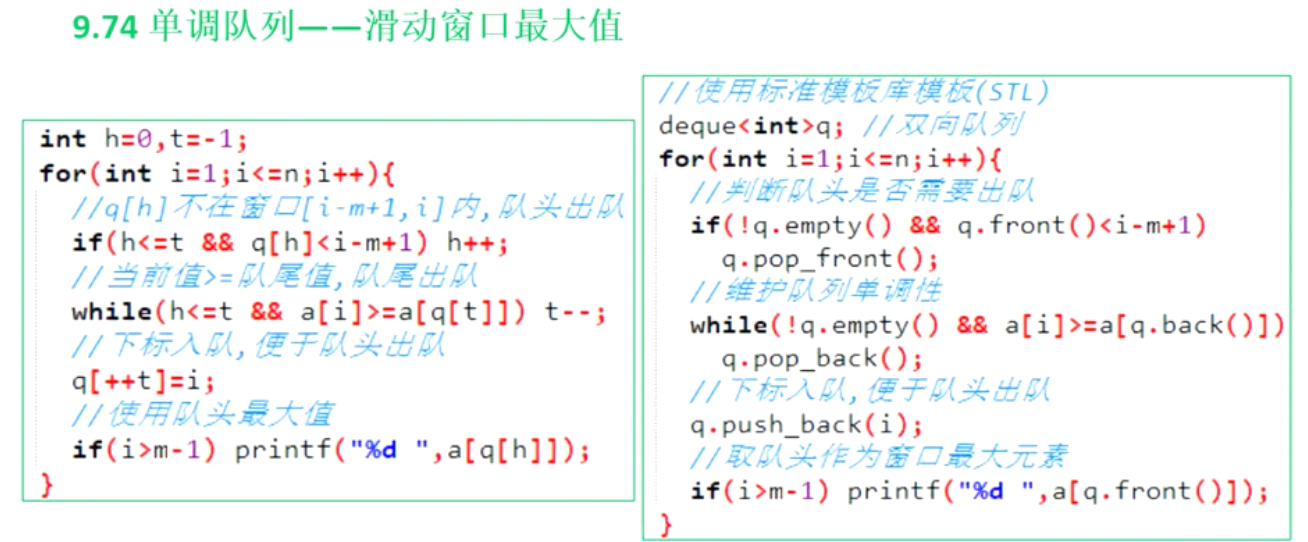 9.74 单调队列——滑动窗口最大值
int h=0,t=-1;
for(int i=1;i<=n;i++){
//q[h]不在窗口[i-m+1,i]内,队头出队
if(h<=t && q[h]<i-m+1) h++;
//当前值>=队尾值,队尾出队
while(h<=t && a[i]>=a[q[t]]) t--;
//下标入队,便于队头出队
q[++t]=i;
//使用队头最大值
if(i>m-1) printf("%d ",a[q[h]]);
}
//使用标准模板库模板(STL)
deque<int>q; //双向队列
for(int i=1;i<=n;i++){
//判断队头是否需要出队
if(!q.empty() && q.front()<i-m+1)
q.pop_front();
//维护队列单调性
while(!q.empty() && a[i]>=a[q.back()])
q.pop_back();
//下标入队,便于队头出队
q.push_back(i);
//取队头作为窗口最大元素
if(i>m-1) printf("%d ",a[q.front()]);
}